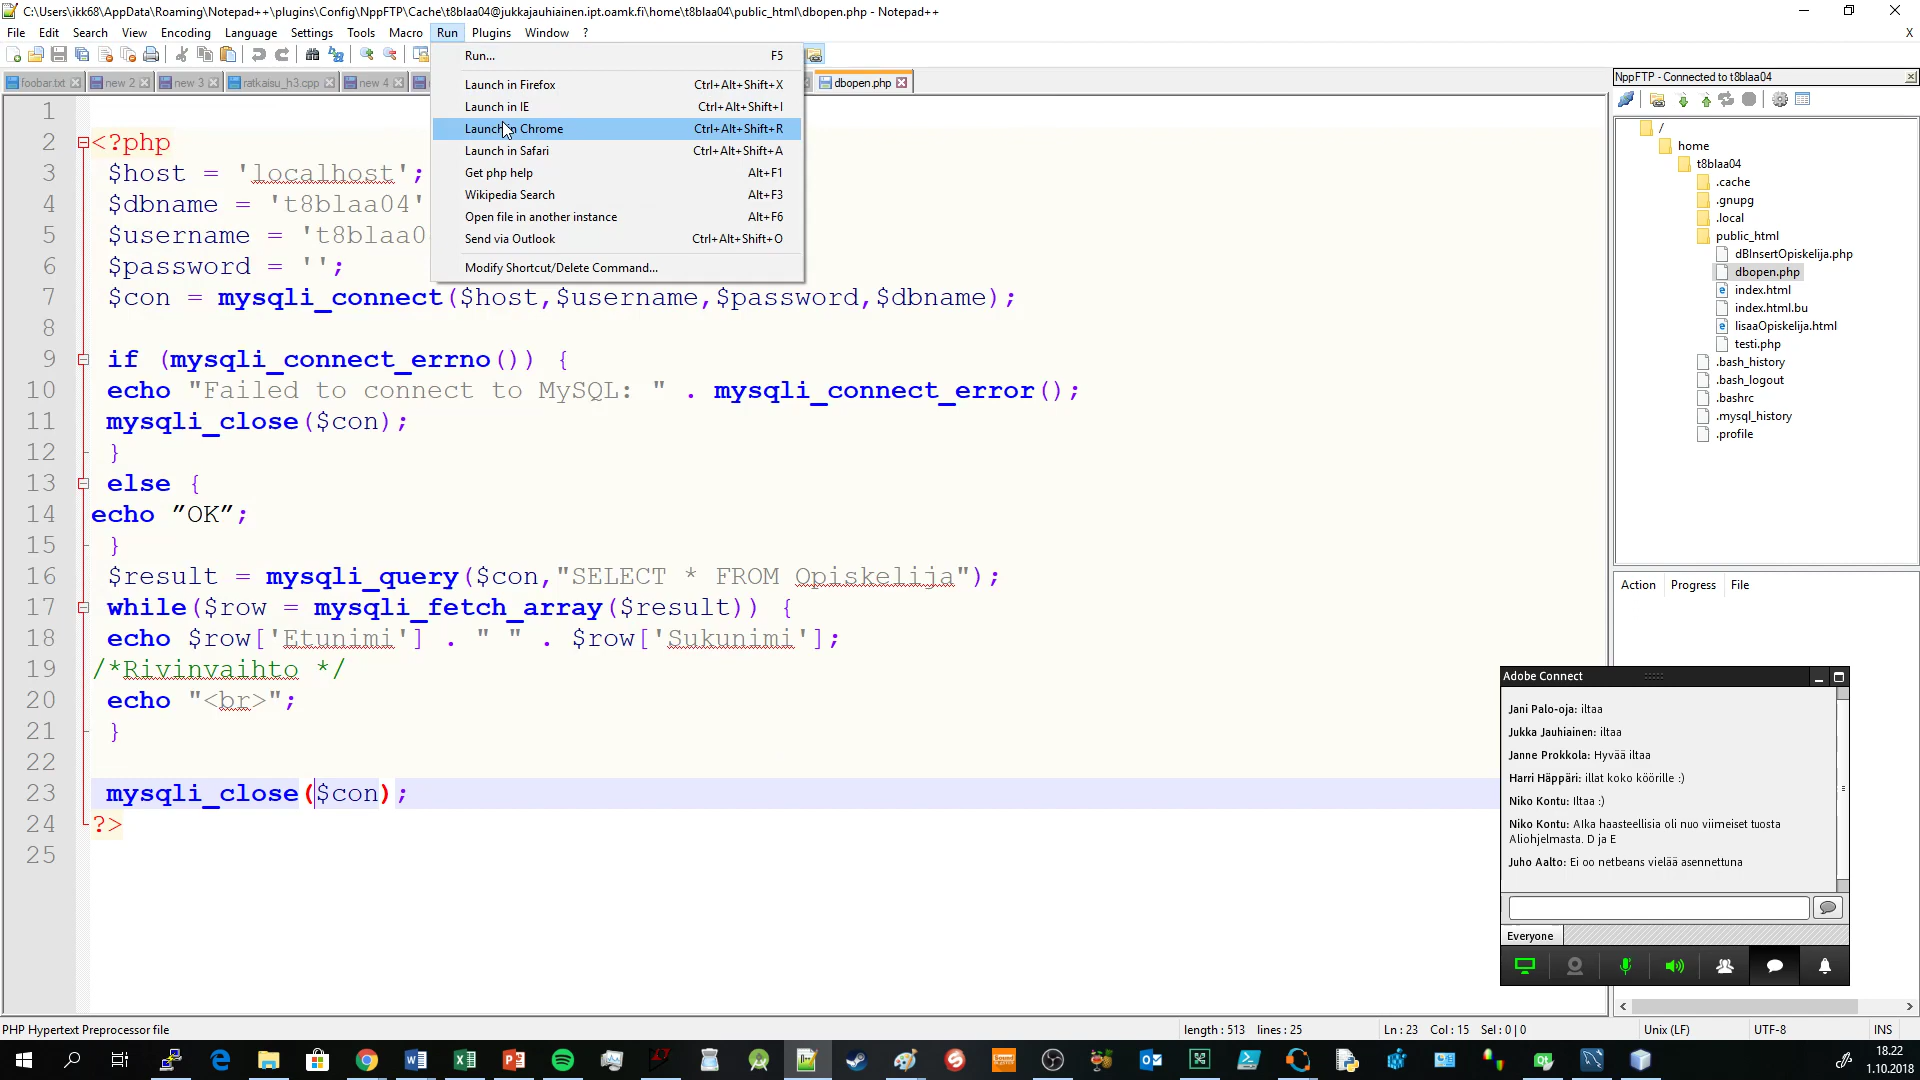 C:\Users\ikk68\AppData\Roaming\Notepad++\plugins\Config\NppFTP\Cache\t8blaa04@jukkajauhiainen.ipt.oamk.fi\home\t8blaa04\public_html\dbopen.php - Notepad++
File Edit Search View Encoding Language Settings Tools Macro Run Plugins Window ? X
foobar.txt new 2 new 3 ratkaisu_h3.cpp new 4 dbopen.php
Run... F5
Launch in Firefox Ctrl+Alt+Shift+X
Launch in IE Ctrl+Alt+Shift+I
Launch in Chrome Ctrl+Alt+Shift+R
Launch in Safari Ctrl+Alt+Shift+A
Get php help Alt+F1
Wikipedia Search Alt+F3
Open file in another instance Alt+F6
Send via Outlook Ctrl+Alt+Shift+O
Modify Shortcut/Delete Command...
1
2 <?php
3 $host = 'localhost';
4 $dbname = 't8blaa04'
5 $username = 't8blaa0
6 $password = '';
7 $con = mysqli_connect($host,$username,$password,$dbname);
8
9 if (mysqli_connect_errno()) {
10 echo "Failed to connect to MySQL: " . mysqli_connect_error();
11 mysqli_close($con);
12 }
13 else {
14 echo ”OK”;
15 }
16 $result = mysqli_query($con,"SELECT * FROM Opiskelija");
17 while($row = mysqli_fetch_array($result)) {
18 echo $row['Etunimi'] . " " . $row['Sukunimi'];
19 /*Rivinvaihto */
20 echo "<br>";
21 }
22
23 mysqli_close($con);
24 ?>
25
NppFTP - Connected to t8blaa04
/
home
t8blaa04
.cache
.gnupg
.local
public_html
dBInsertOpiskelija.php
dbopen.php
index.html
index.html.bu
lisaaOpiskelija.html
testi.php
.bash_history
.bash_logout
.bashrc
.mysql_history
.profile
Action Progress File
Adobe Connect
Jani Palo-oja: iltaa
Jukka Jauhiainen: iltaa
Janne Prokkola: Hyvää iltaa
Harri Häppäri: illat koko köörille :)
Niko Kontu: Iltaa :)
Niko Kontu: AIka haasteellisia oli nuo viimeiset tuosta
Aliohjelmasta. D ja E
Juho Aalto: Ei oo netbeans vielää asennettuna
Everyone
PHP Hypertext Preprocessor file length : 513 lines : 25 Ln : 23 Col : 15 Sel : 0 | 0 Unix (LF) UTF-8 INS
18.22
1.10.2018